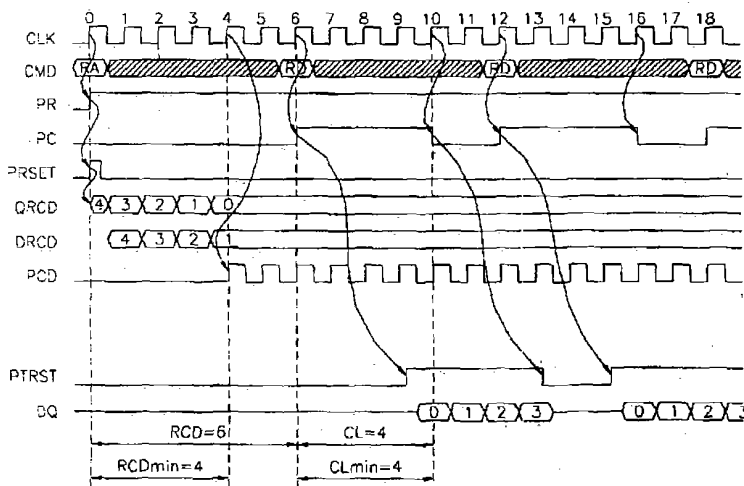 0 1 2 3 4 5 6 7 8 9 10 11 12 13 14 15 16 17 18
CLK
CMD RA RD RD RD
PR
PC
PRSET
QRCD 4 3 2 1 0
DRCD 4 3 2 1
PCD
PTRST
DQ 0 1 2 3 0 1 2 3
RCD=6 CL=4
RCDmin=4 CLmin=4